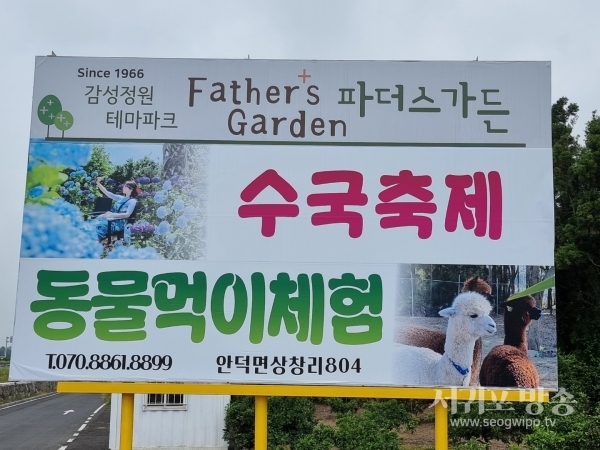 Since 1966
감성정원
테마파크
Father's
Garden
파더스가든
수국축제
동물먹이체험
T.070.8861.8899
안덕면상창리804
서귀포방송
www.seogwipo.tv